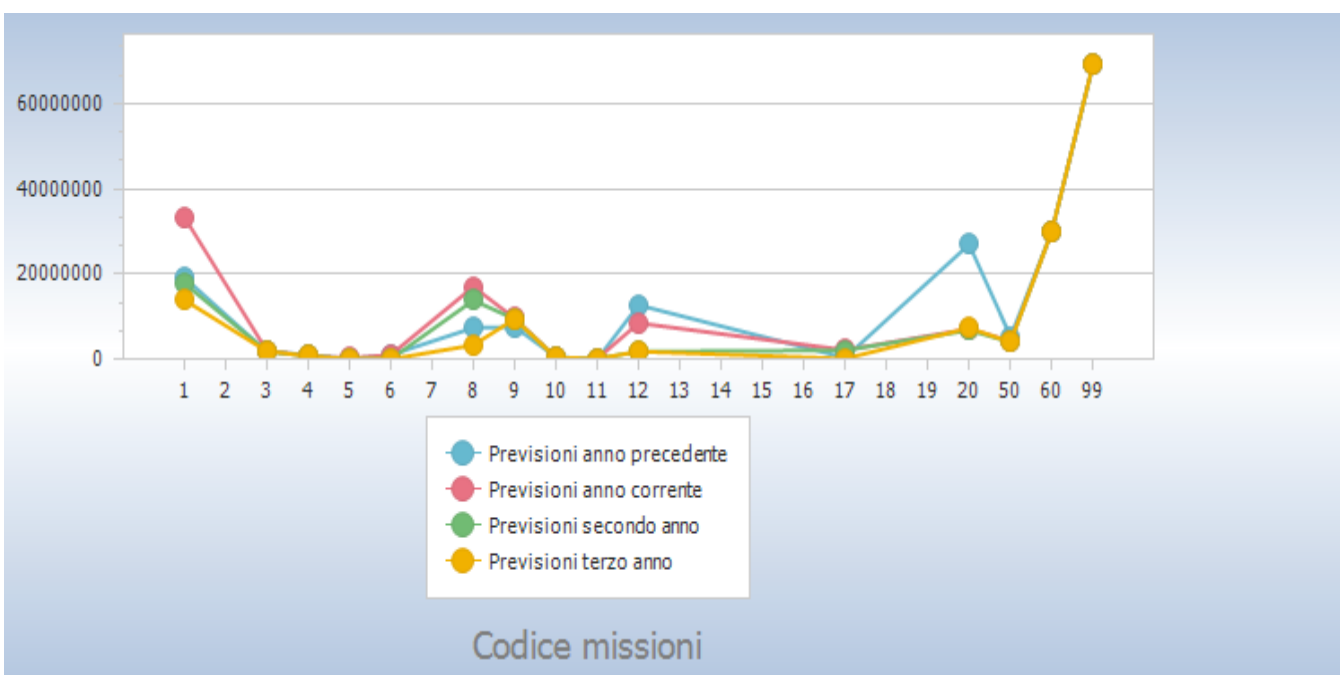 60000000
40000000
20000000
0
1 2 3 4 5 6 7 8 9 10 11 12 13 14 15 16 17 18 19 20 50 60 99
Previsioni anno precedente
Previsioni anno corrente
Previsioni secondo anno
Previsioni terzo anno
Codice missioni